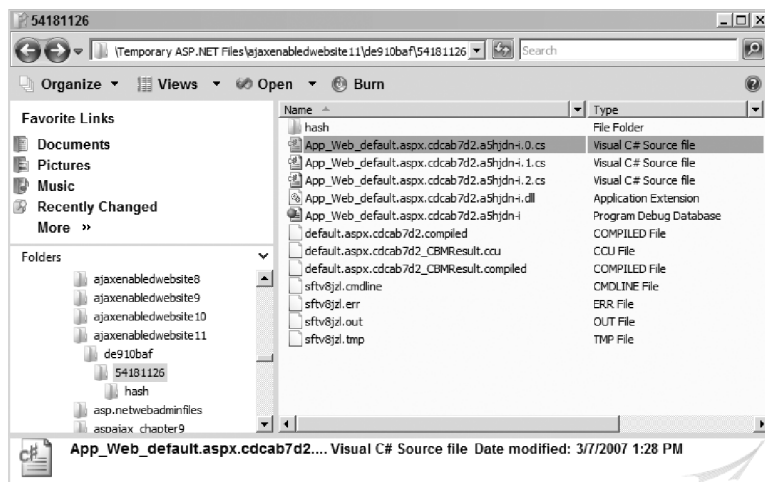 54181126
\Temporary ASP.NET Files\ajaxenabledwebsite11\de910baf\54181126
Search
Organize
Views
Open
Burn
Favorite Links
Documents
Pictures
Music
Recently Changed
More »
Folders
ajaxenabledwebsite8
ajaxenabledwebsite9
ajaxenabledwebsite10
ajaxenabledwebsite11
de910baf
54181126
hash
asp.netwebadminfiles
aspajax_chapter9
Name Type
hash File Folder
App_Web_default.aspx.cdcab7d2.a5hjdn-i.0.cs Visual C# Source file
App_Web_default.aspx.cdcab7d2.a5hjdn-i.1.cs Visual C# Source file
App_Web_default.aspx.cdcab7d2.a5hjdn-i.2.cs Visual C# Source file
App_Web_default.aspx.cdcab7d2.a5hjdn-i.dll Application Extension
App_Web_default.aspx.cdcab7d2.a5hjdn-i Program Debug Database
default.aspx.cdcab7d2.compiled COMPILED File
default.aspx.cdcab7d2_CBMResult.ccu CCU File
default.aspx.cdcab7d2_CBMResult.compiled COMPILED File
sftv8jzl.cmdline CMDLINE File
sftv8jzl.err ERR File
sftv8jzl.out OUT File
sftv8jzl.tmp TMP File
App_Web_default.aspx.cdcab7d2.... Visual C# Source file Date modified: 3/7/2007 1:28 PM